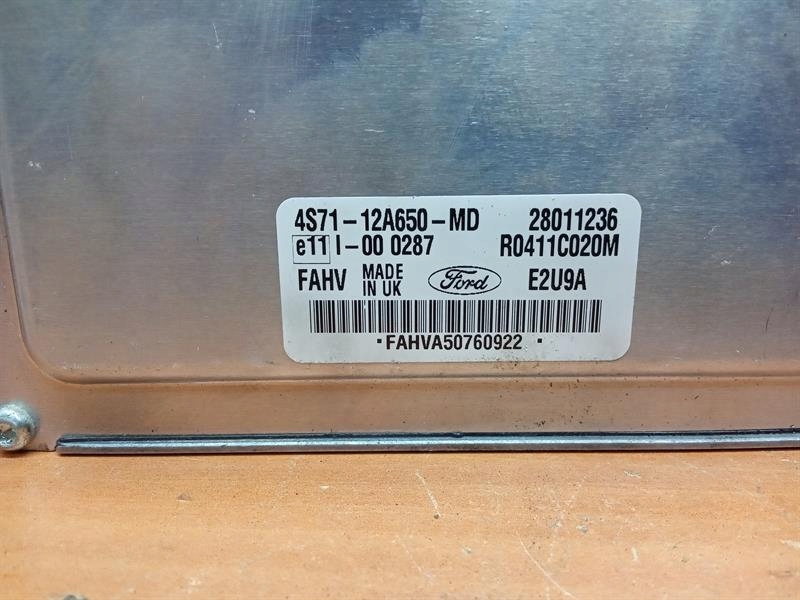 4S71-12A650-MD 28011236
e11 I-00 0287 R0411C020M
FAHV MADE IN UK Ford E2U9A
·FAHVA50760922·